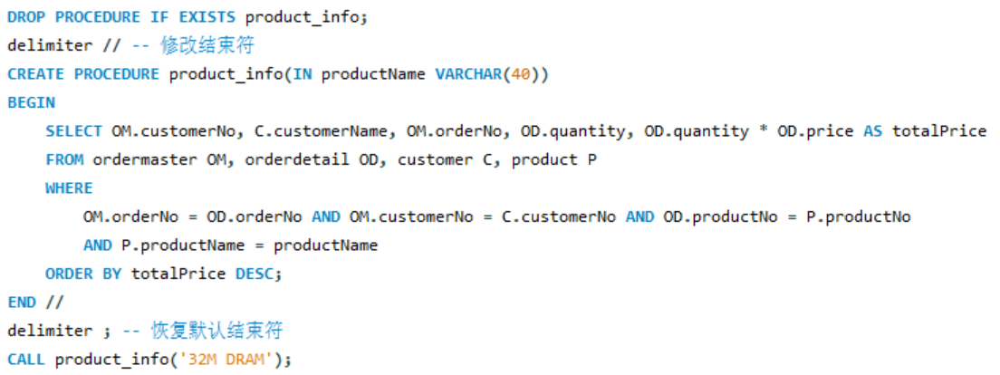 DROP PROCEDURE IF EXISTS product_info;
delimiter // -- 修改结束符
CREATE PROCEDURE product_info(IN productName VARCHAR(40))
BEGIN
    SELECT OM.customerNo, C.customerName, OM.orderNo, OD.quantity, OD.quantity * OD.price AS totalPrice
    FROM ordermaster OM, orderdetail OD, customer C, product P
    WHERE
        OM.orderNo = OD.orderNo AND OM.customerNo = C.customerNo AND OD.productNo = P.productNo
        AND P.productName = productName
    ORDER BY totalPrice DESC;
END //
delimiter ; -- 恢复默认结束符
CALL product_info('32M DRAM');